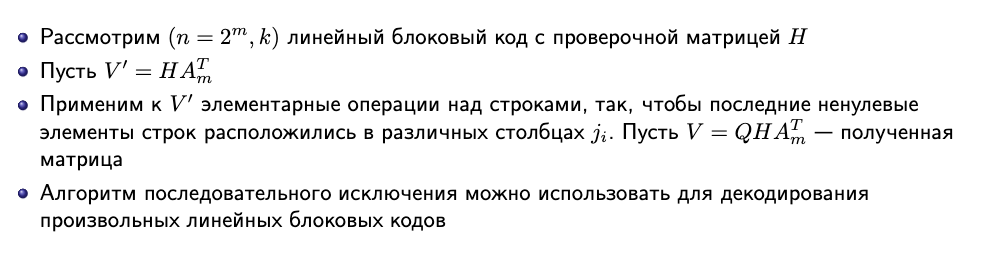 Рассмотрим (n = 2^m, k) линейный блоковый код с проверочной матрицей H
Пусть V′ = HA_m^T
Применим к V′ элементарные операции над строками, так, чтобы последние ненулевые
элементы строк расположились в различных столбцах j_i. Пусть V = QHA_m^T — полученная
матрица
Алгоритм последовательного исключения можно использовать для декодирования
произвольных линейных блоковых кодов